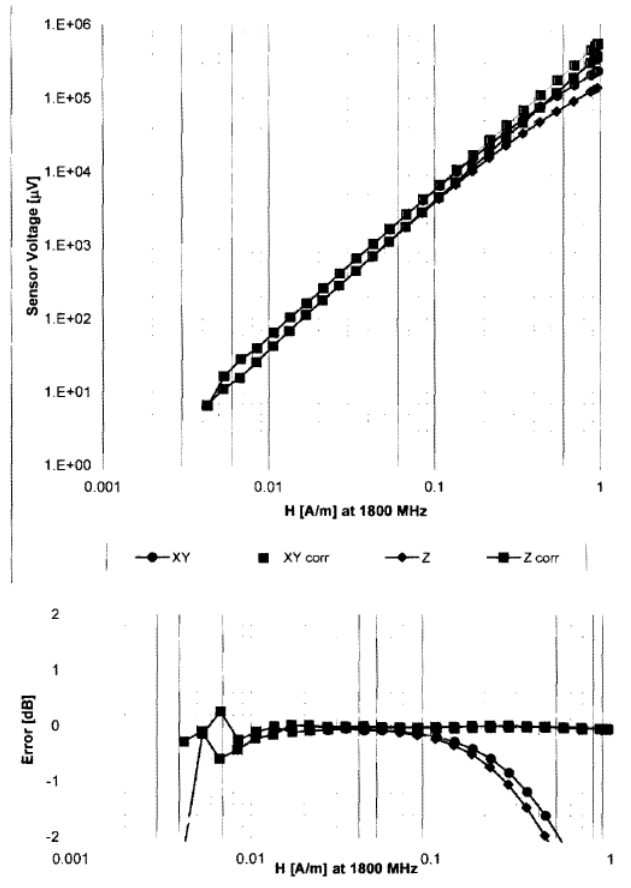 1.E+06
1.E+05
1.E+04
1.E+03
1.E+02
1.E+01
1.E+00
Sensor Voltage [µV]
0.001 0.01 0.1 1
H [A/m] at 1800 MHz
XY XY corr Z Z corr
2
1
0
-1
-2
Error [dB]
0.001 0.01 0.1 1
H [A/m] at 1800 MHz